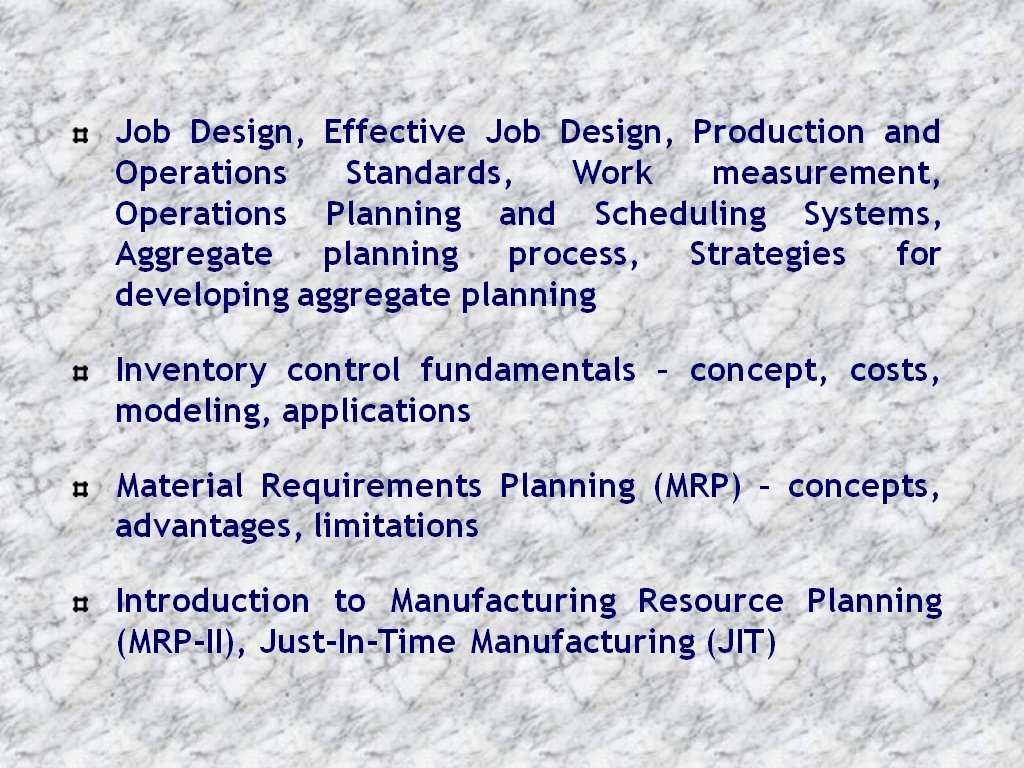 Job Design, Effective Job Design, Production and
Operations Standards, Work measurement,
Operations Planning and Scheduling Systems,
Aggregate planning process, Strategies for
developing aggregate planning
Inventory control fundamentals – concept, costs,
modeling, applications
Material Requirements Planning (MRP) – concepts,
advantages, limitations
Introduction to Manufacturing Resource Planning
(MRP-II), Just-In-Time Manufacturing (JIT)